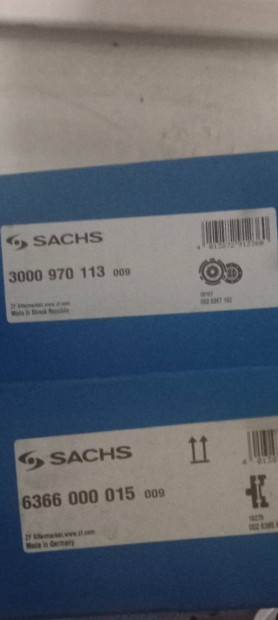 SACHS
3000 970 113 009
ZF Aftermarket, www.zf.com
Made in Slovak Republic
SACHS
6366 000 015 009
ZF Aftermarket, www.zf.com
Made in Germany